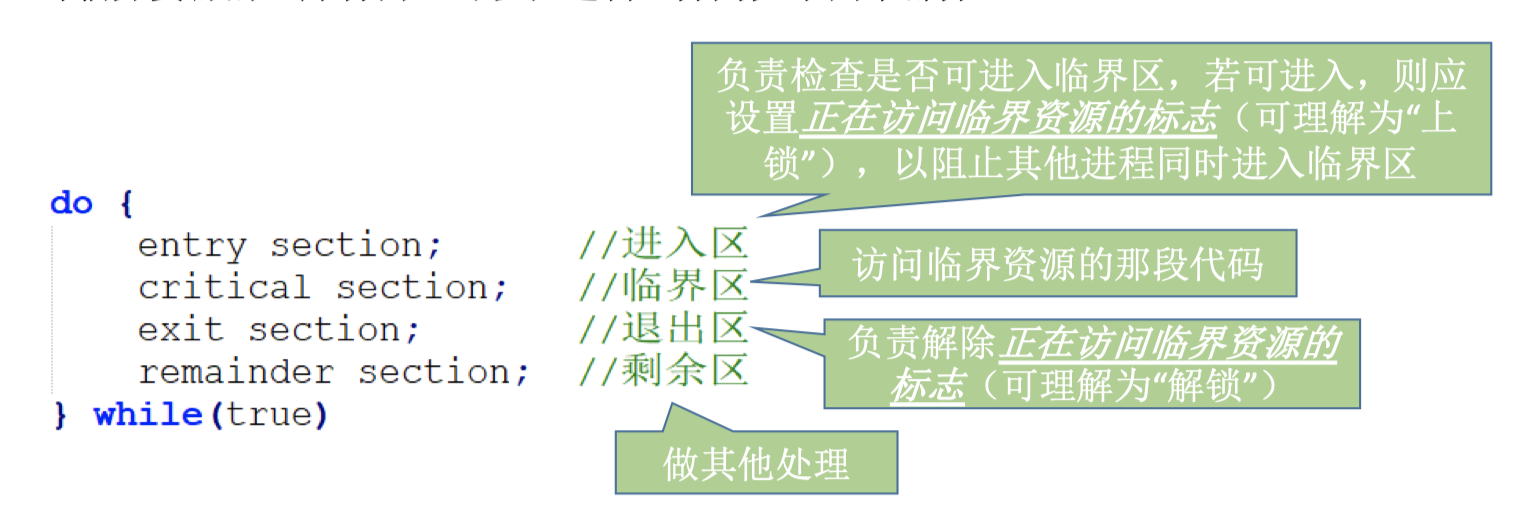 负责检查是否可进入临界区，若可进入，则应
设置正在访问临界资源的标志（可理解为“上
锁”），以阻止其他进程同时进入临界区
do {
entry section; //进入区
访问临界资源的那段代码
critical section; //临界区
exit section; //退出区
负责解除正在访问临界资源的
标志（可理解为“解锁”）
remainder section; //剩余区
} while(true)
做其他处理